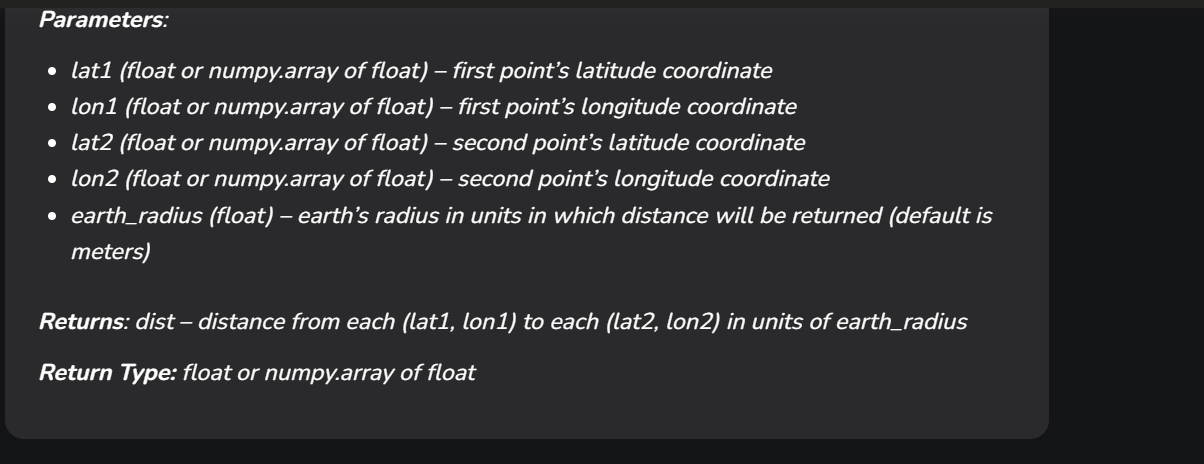 Parameters:
• lat1 (float or numpy.array of float) – first point’s latitude coordinate
• lon1 (float or numpy.array of float) – first point’s longitude coordinate
• lat2 (float or numpy.array of float) – second point’s latitude coordinate
• lon2 (float or numpy.array of float) – second point’s longitude coordinate
• earth_radius (float) – earth’s radius in units in which distance will be returned (default is
meters)
Returns: dist – distance from each (lat1, lon1) to each (lat2, lon2) in units of earth_radius
Return Type: float or numpy.array of float